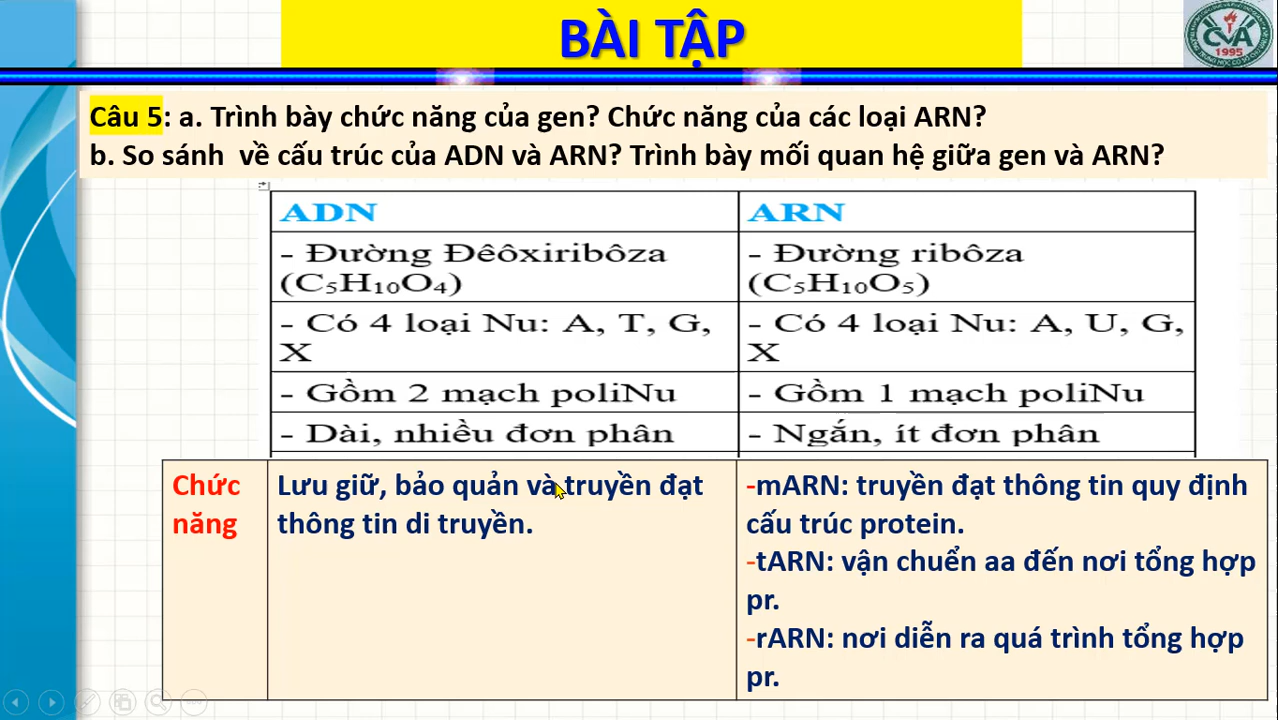 BÀI TẬP
CVA
1995
Câu 5: a. Trình bày chức năng của gen? Chức năng của các loại ARN?
b. So sánh về cấu trúc của ADN và ARN? Trình bày mối quan hệ giữa gen và ARN?
ADN
ARN
- Đường Đêôxiribôza
(C₅H₁₀O₄)
- Đường ribôza
(C₅H₁₀O₅)
- Có 4 loại Nu: A, T, G,
X
- Có 4 loại Nu: A, U, G,
X
- Gồm 2 mạch poliNu
- Gồm 1 mạch poliNu
- Dài, nhiều đơn phân
- Ngắn, ít đơn phân
Chức
năng
Lưu giữ, bảo quản và truyền đạt
thông tin di truyền.
-mARN: truyền đạt thông tin quy định
cấu trúc protein.
-tARN: vận chuyển aa đến nơi tổng hợp
pr.
-rARN: nơi diễn ra quá trình tổng hợp
pr.